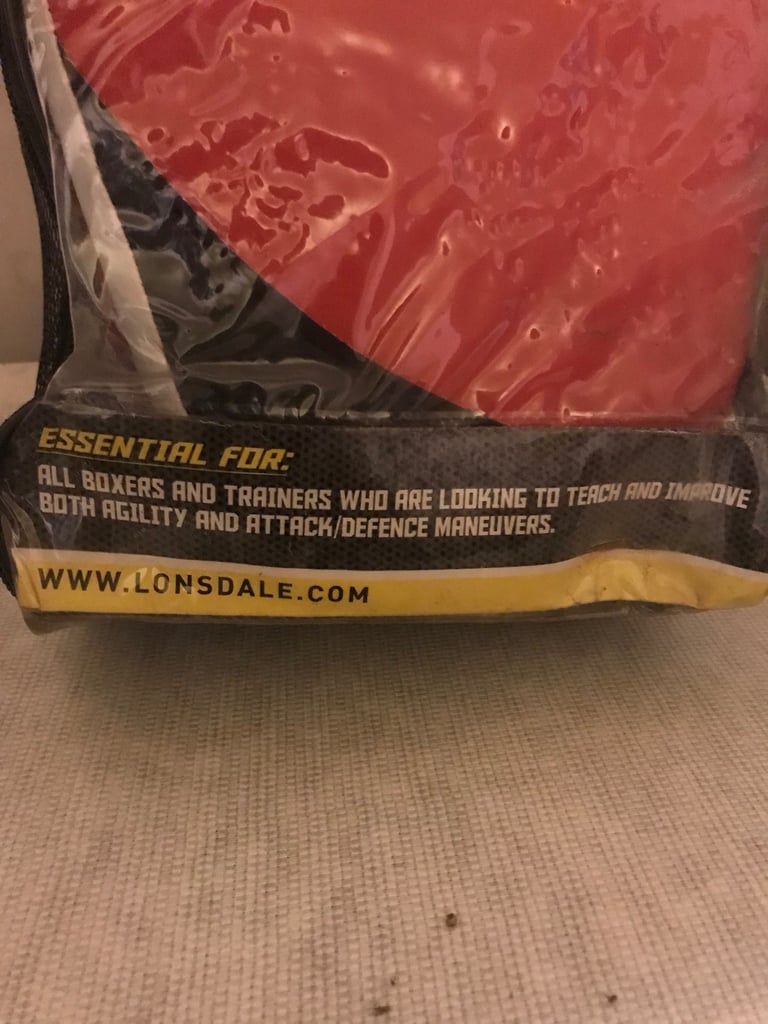 ESSENTIAL FOR:
ALL BOXERS AND TRAINERS WHO ARE LOOKING TO TEACH AND IMPROVE
BOTH AGILITY AND ATTACK/DEFENCE MANEUVERS.
WWW.LONSDALE.COM